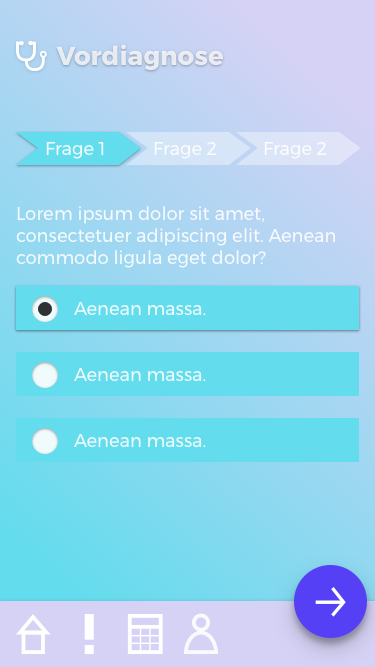 Vordiagnose
Frage 1
Frage 2
Frage 2
Lorem ipsum dolor sit amet,
consectetuer adipiscing elit. Aenean
commodo ligula eget dolor?
Aenean massa.
Aenean massa.
Aenean massa.